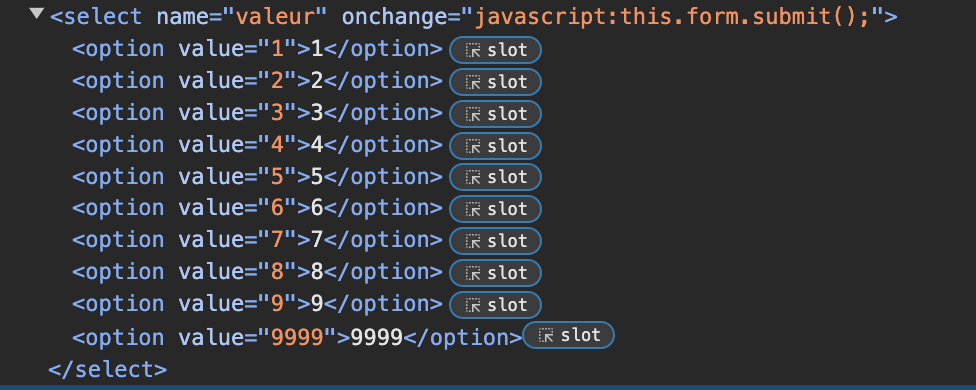 <select name="valeur" onchange="javascript:this.form.submit();">
<option value="1">1</option> slot
<option value="2">2</option> slot
<option value="3">3</option> slot
<option value="4">4</option> slot
<option value="5">5</option> slot
<option value="6">6</option> slot
<option value="7">7</option> slot
<option value="8">8</option> slot
<option value="9">9</option> slot
<option value="9999">9999</option> slot
</select>